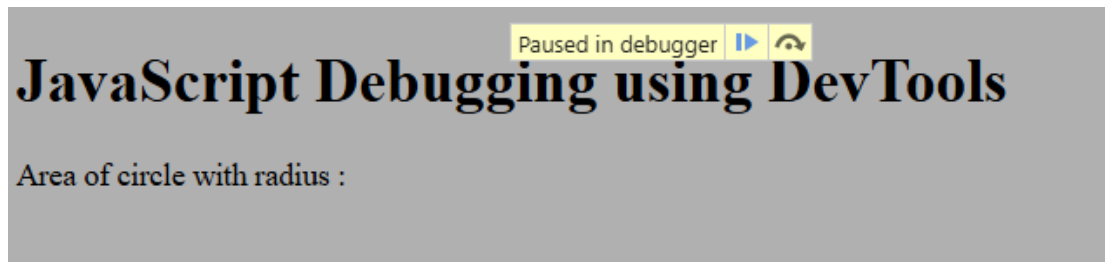 Paused in debugger
JavaScript Debugging using DevTools
Area of circle with radius :